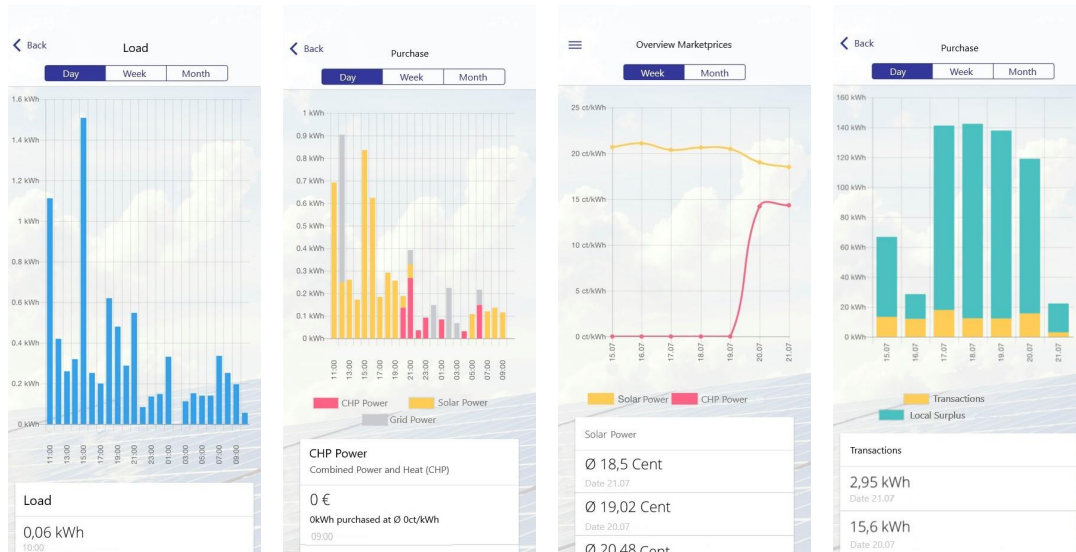 Back
Load
Day Week Month
1.6 kWh
1.4 kWh
1.2 kWh
1 kWh
0.8 kWh
0.6 kWh
0.4 kWh
0.2 kWh
0 kWh
11:00 13:00 15:00 17:00 19:00 21:00 23:00 01:00 03:00 05:00 07:00 09:00
Load
0,06 kWh
10:00
Back
Purchase
Day Week Month
1 kWh
0.9 kWh
0.8 kWh
0.7 kWh
0.6 kWh
0.5 kWh
0.4 kWh
0.3 kWh
0.2 kWh
0.1 kWh
0 kWh
11:00 13:00 15:00 17:00 19:00 21:00 23:00 01:00 03:00 05:00 07:00 09:00
CHP Power Solar Power
Grid Power
CHP Power
Combined Power and Heat (CHP)
0 €
0kWh purchased at Ø 0ct/kWh
09:00
Overview Marketprices
Week Month
25 ct/kWh
20 ct/kWh
15 ct/kWh
10 ct/kWh
5 ct/kWh
0 ct/kWh
15.07 16.07 17.07 18.07 19.07 20.07 21.07
Solar Power CHP Power
Solar Power
Ø 18,5 Cent
Date 21.07
Ø 19,02 Cent
Date 20.07
Ø 20,48 Cent
Back
Purchase
Day Week Month
160 kWh
140 kWh
120 kWh
100 kWh
80 kWh
60 kWh
40 kWh
20 kWh
0 kWh
15.07 16.07 17.07 18.07 19.07 20.07 21.07
Transactions
Local Surplus
Transactions
2,95 kWh
Date 21.07
15,6 kWh
Date 20.07